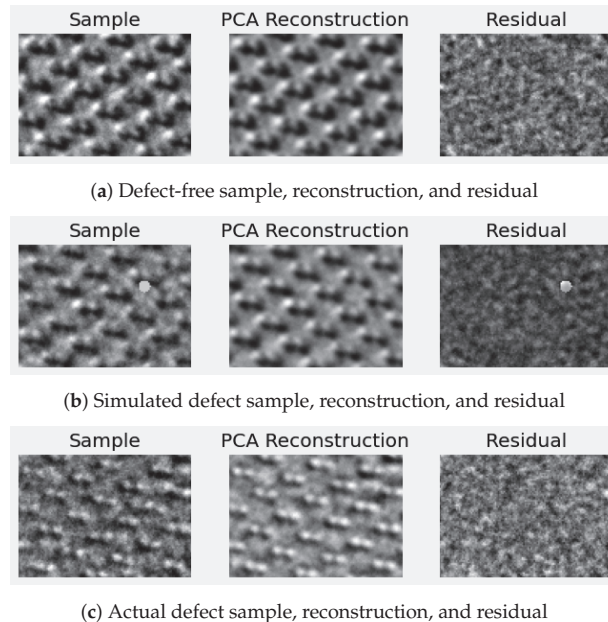 Sample PCA Reconstruction Residual
(a) Defect-free sample, reconstruction, and residual
Sample PCA Reconstruction Residual
(b) Simulated defect sample, reconstruction, and residual
Sample PCA Reconstruction Residual
(c) Actual defect sample, reconstruction, and residual